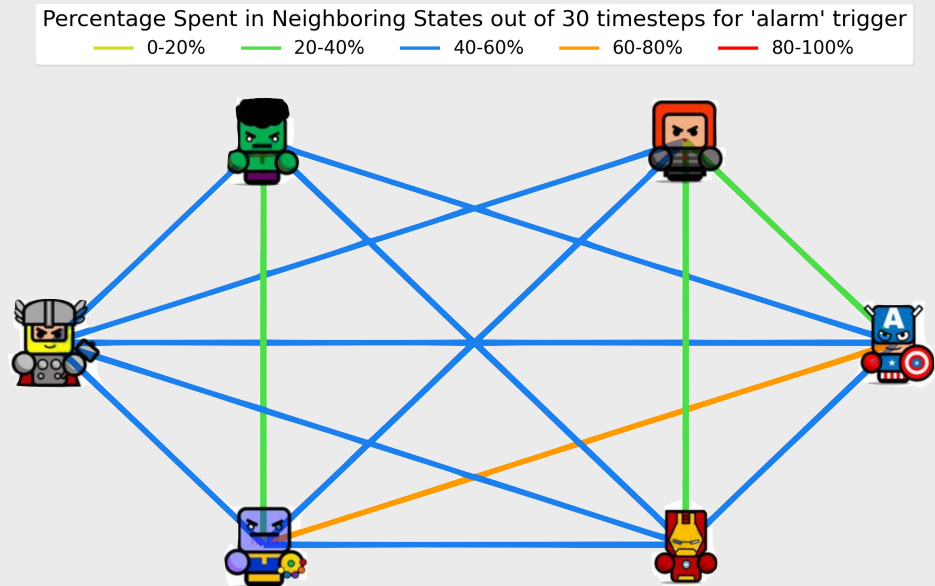 Percentage Spent in Neighboring States out of 30 timesteps for 'alarm' trigger
0-20% 20-40% 40-60% 60-80% 80-100%
A